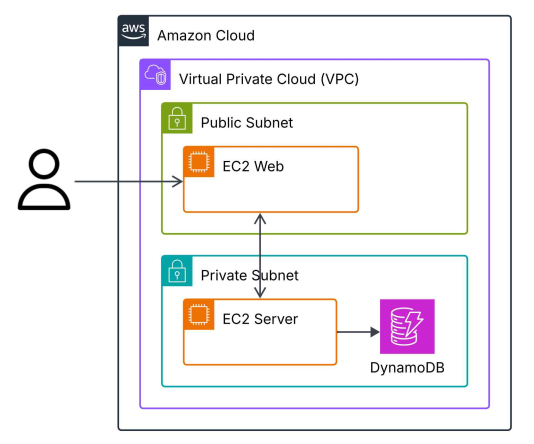 aws
Amazon Cloud
Virtual Private Cloud (VPC)
Public Subnet
EC2 Web
Private Subnet
EC2 Server
DynamoDB